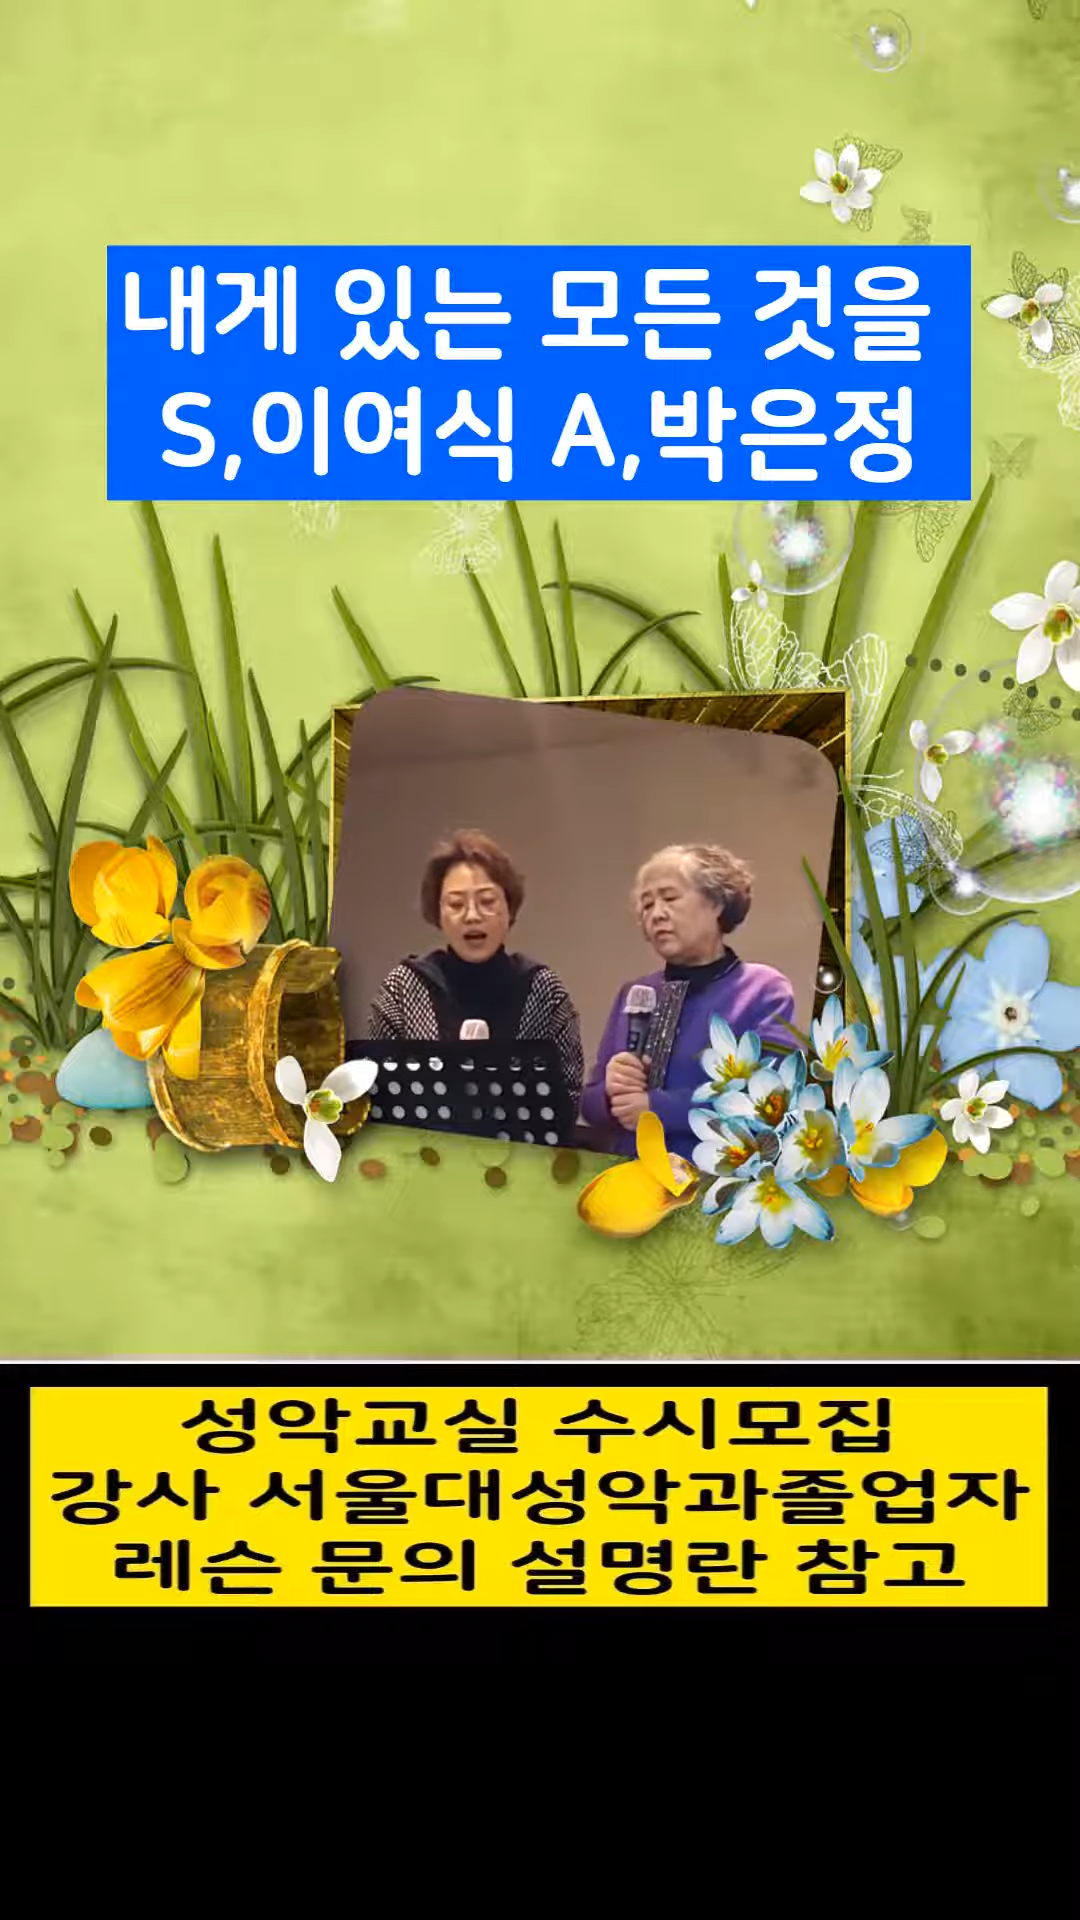 내게 있는 모든 것을
S,이여식 A,박은정
성악교실 수시모집
강사 서울대성악과졸업자
레슨 문의 설명란 참고